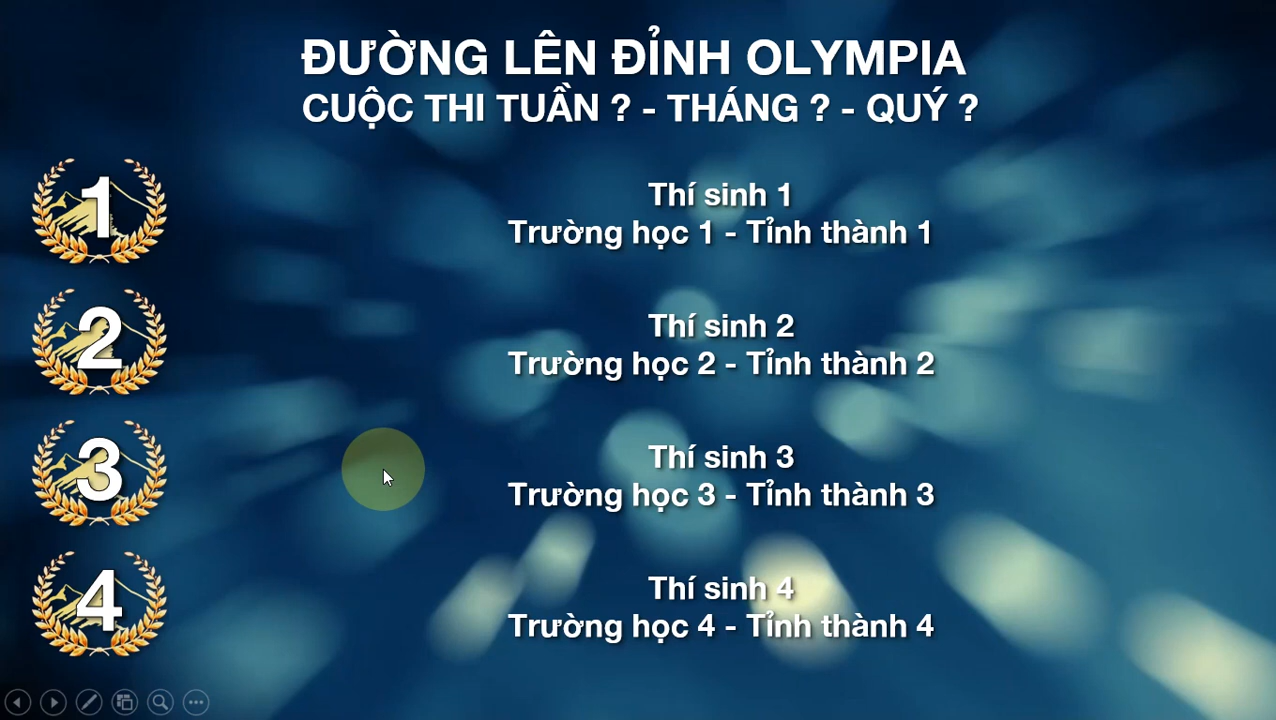 ĐƯỜNG LÊN ĐỈNH OLYMPIA
CUỘC THI TUẦN ? - THÁNG ? - QUÝ ?
1
Thí sinh 1
Trường học 1 - Tỉnh thành 1
2
Thí sinh 2
Trường học 2 - Tỉnh thành 2
3
Thí sinh 3
Trường học 3 - Tỉnh thành 3
4
Thí sinh 4
Trường học 4 - Tỉnh thành 4